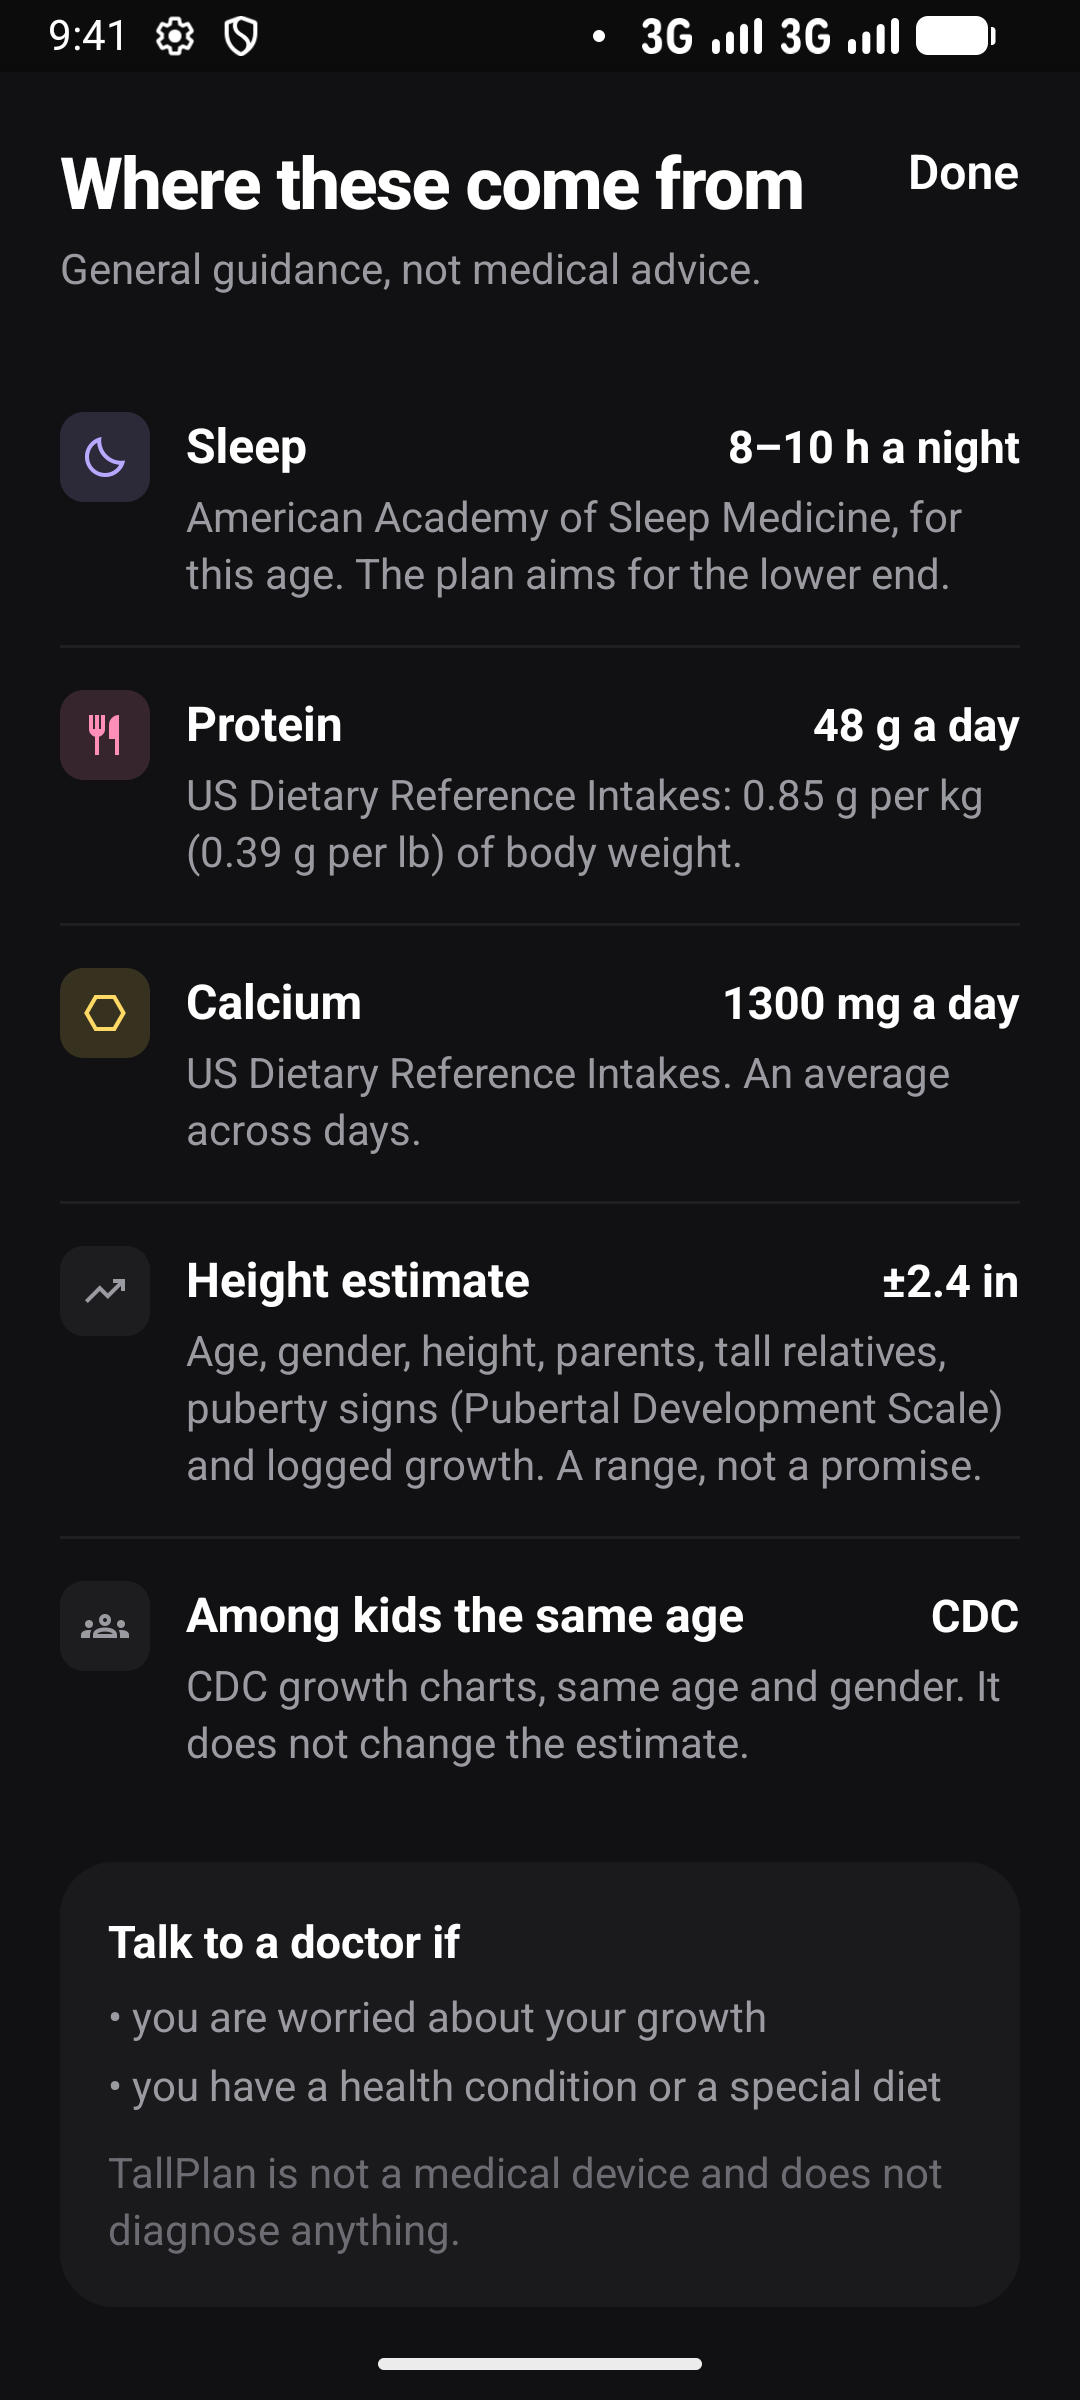 9:41
3G 3G
Where these come from
Done
General guidance, not medical advice.
Sleep
8–10 h a night
American Academy of Sleep Medicine, for
this age. The plan aims for the lower end.
Protein
48 g a day
US Dietary Reference Intakes: 0.85 g per kg
(0.39 g per lb) of body weight.
Calcium
1300 mg a day
US Dietary Reference Intakes. An average
across days.
Height estimate
±2.4 in
Age, gender, height, parents, tall relatives,
puberty signs (Pubertal Development Scale)
and logged growth. A range, not a promise.
Among kids the same age
CDC
CDC growth charts, same age and gender. It
does not change the estimate.
Talk to a doctor if
• you are worried about your growth
• you have a health condition or a special diet
TallPlan is not a medical device and does not
diagnose anything.